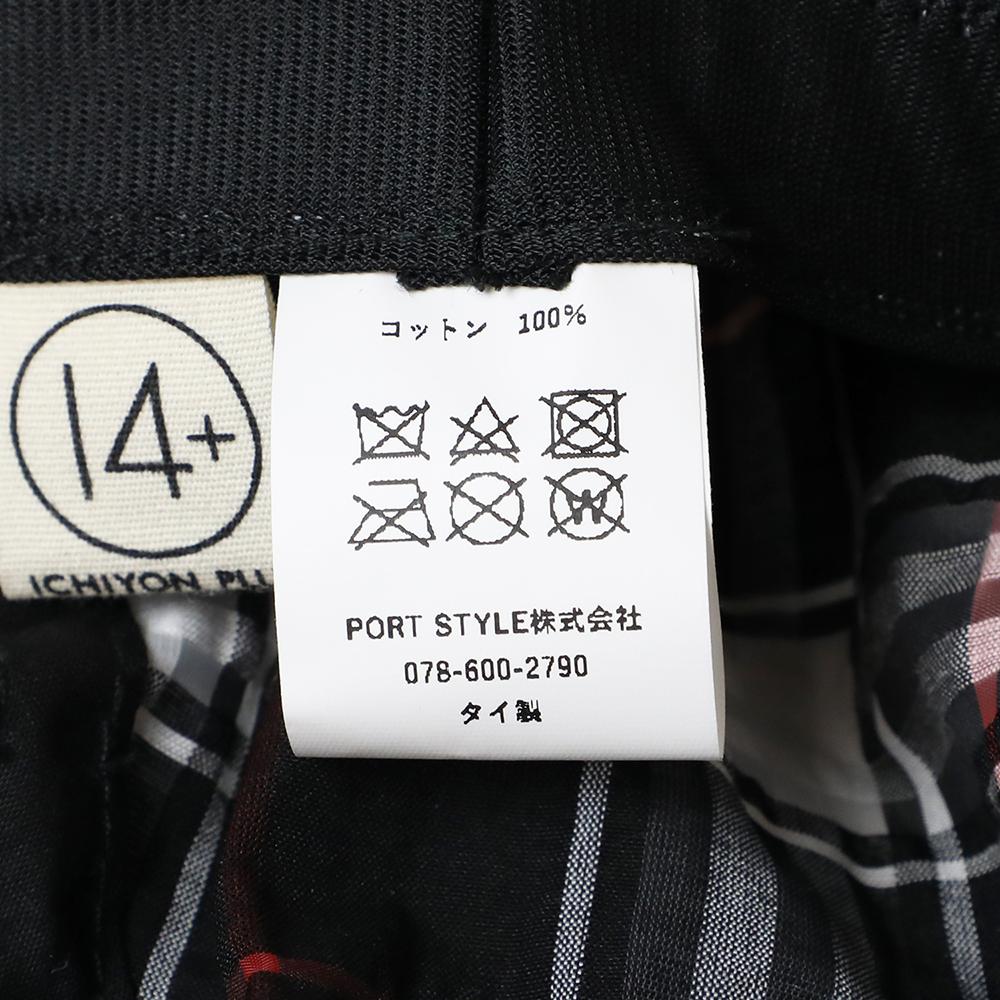 14+
ICHIYON
コットン 100%
W
PORT STYLE株式会社
078-600-2790
タイ製